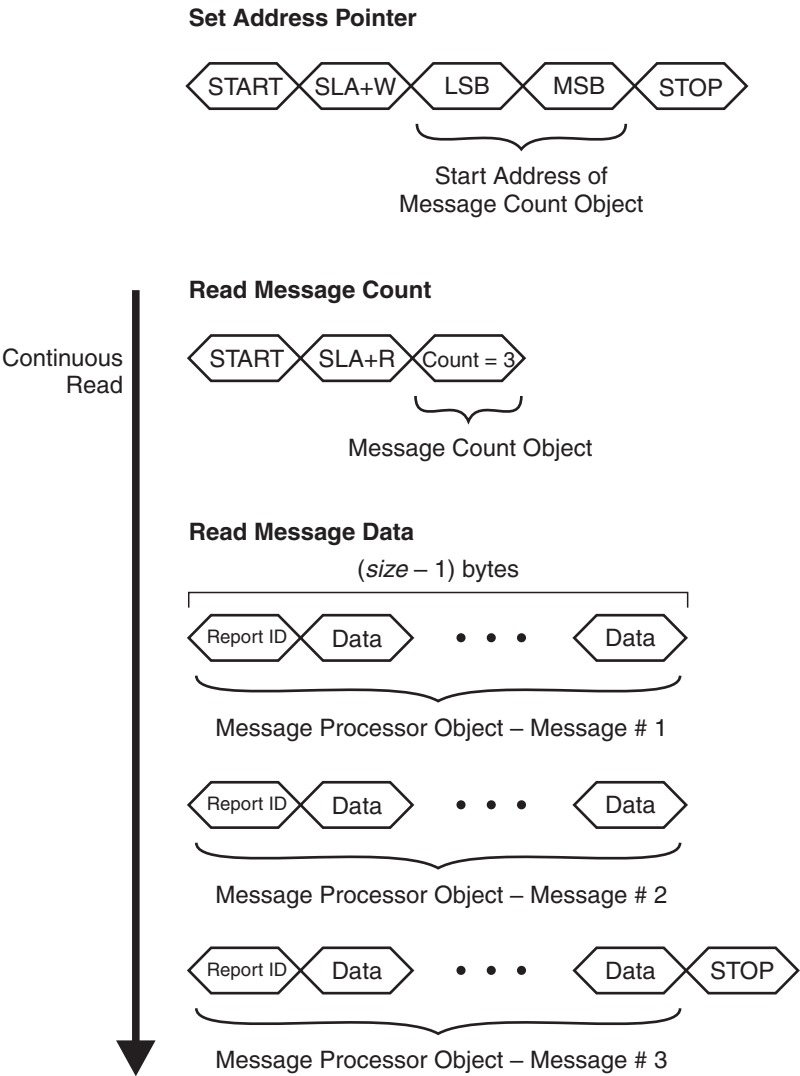 Set Address Pointer
START SLA+W LSB MSB STOP
Start Address of
Message Count Object
Read Message Count
Continuous
Read
START SLA+R Count = 3
Message Count Object
Read Message Data
(size – 1) bytes
Report ID Data • • • Data
Message Processor Object – Message # 1
Report ID Data • • • Data
Message Processor Object – Message # 2
Report ID Data • • • Data STOP
Message Processor Object – Message # 3